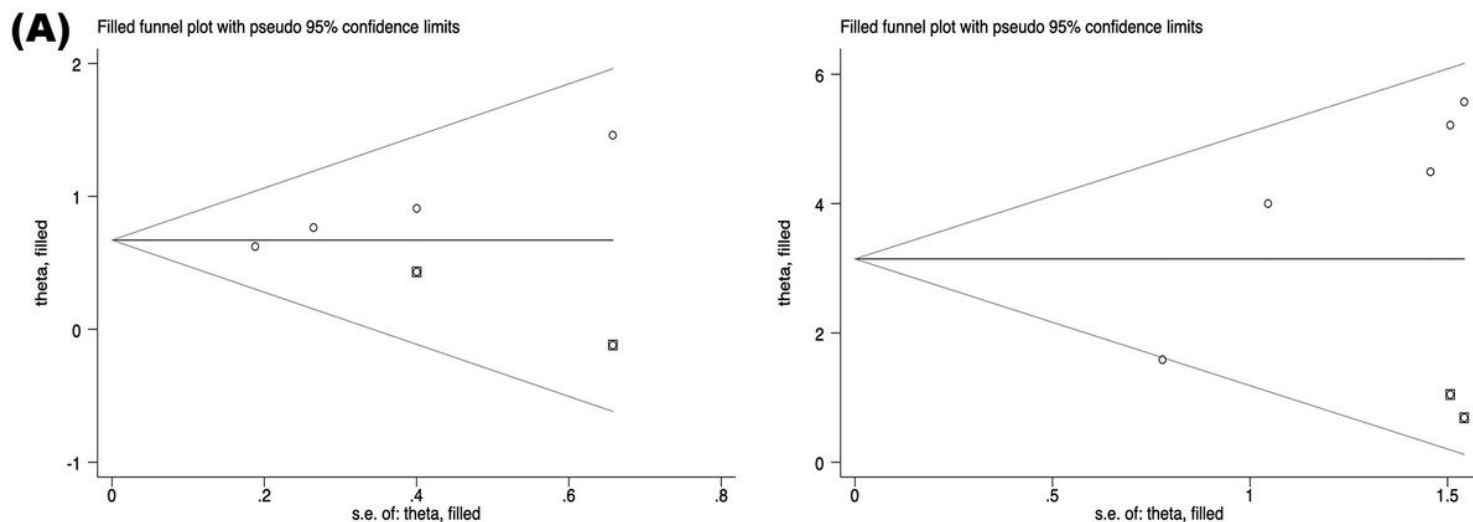 (A)
Filled funnel plot with pseudo 95% confidence limits
2
1
0
-1
theta, filled
0 .2 .4 .6 .8
s.e. of: theta, filled
Filled funnel plot with pseudo 95% confidence limits
6
4
2
0
theta, filled
0 .5 1 1.5
s.e. of: theta, filled